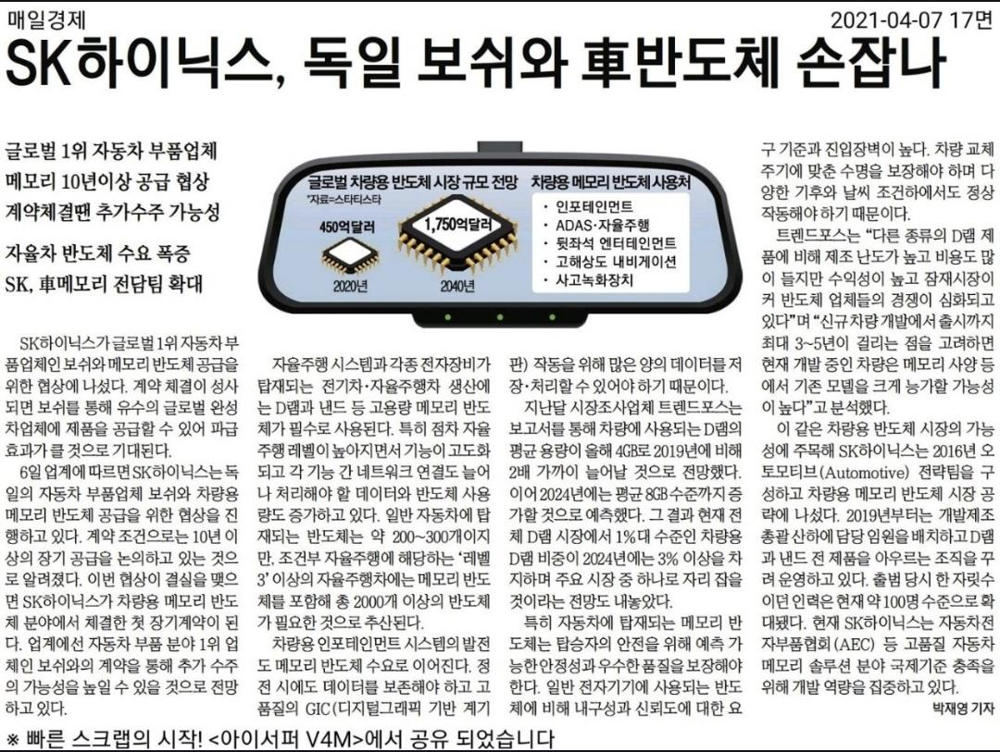 매일경제
2021-04-07 17면
SK하이닉스, 독일 보쉬와 車반도체 손잡나
글로벌 1위 자동차 부품업체
메모리 10년이상 공급 협상
계약체결땐 추가수주 가능성
자율차 반도체 수요 폭증
SK, 車메모리 전담팀 확대
글로벌 차량용 반도체 시장 규모 전망
*자료=스타티스타
450억달러
2020년
1,750억달러
2040년
차량용 메모리 반도체 사용처
· 인포테인먼트
· ADAS·자율주행
· 뒷좌석 엔터테인먼트
· 고해상도 내비게이션
· 사고녹화장치
SK하이닉스가 글로벌 1위 자동차 부
품업체인 보쉬와 메모리 반도체 공급을
위한 협상에 나섰다. 계약 체결이 성사
되면 보쉬를 통해 유수의 글로벌 완성
차업체에 제품을 공급할 수 있어 파급
효과가 클 것으로 기대된다.
6일 업계에 따르면 SK하이닉스는 독
일의 자동차 부품업체 보쉬와 차량용
메모리 반도체 공급을 위한 협상을 진
행하고 있다. 계약 조건으로는 10년 이
상의 장기 공급을 논의하고 있는 것으
로 알려졌다. 이번 협상이 결실을 맺으
면 SK하이닉스가 차량용 메모리 반도
체 분야에서 체결한 첫 장기계약이 된
다. 업계에선 자동차 부품 분야 1위 업
체인 보쉬와의 계약을 통해 추가 수주
의 가능성을 높일 수 있을 것으로 전망
하고 있다.
자율주행 시스템과 각종 전자장비가
탑재되는 전기차·자율주행차 생산에
는 D램과 낸드 등 고용량 메모리 반도
체가 필수로 사용된다. 특히 점차 자율
주행 레벨이 높아지면서 기능이 고도화
되고 각 기능 간 네트워크 연결도 늘어
나 처리해야 할 데이터와 반도체 사용
량도 증가하고 있다. 일반 자동차에 탑
재되는 반도체는 약 200~300개이지
만, 조건부 자율주행에 해당하는 ‘레벨
3’ 이상의 자율주행차에는 메모리 반도
체를 포함해 총 2000개 이상의 반도체
가 필요한 것으로 추산된다.
차량용 인포테인먼트 시스템의 발전
도 메모리 반도체 수요로 이어진다. 정
전 시에도 데이터를 보존해야 하고 고
품질의 GIC(디지털그래픽 기반 계기
판) 작동을 위해 많은 양의 데이터를 저
장·처리할 수 있어야 하기 때문이다.
지난달 시장조사업체 트렌드포스는
보고서를 통해 차량에 사용되는 D램의
평균 용량이 올해 4GB로 2019년에 비해
2배 가까이 늘어날 것으로 전망했다.
이어 2024년에는 평균 8GB 수준까지 증
가할 것으로 예측했다. 그 결과 현재 전
체 D램 시장에서 1%대 수준인 차량용
D램 비중이 2024년에는 3% 이상을 차
지하며 주요 시장 중 하나로 자리 잡을
것이라는 전망도 내놨았다.
특히 자동차에 탑재되는 메모리 반
도체는 탑승자의 안전을 위해 예측 가
능한 안정성과 우수한 품질을 보장해야
한다. 일반 전자기기에 사용되는 반도
체에 비해 내구성과 신뢰도에 대한 요
구 기준과 진입장벽이 높다. 차량 교체
주기에 맞춘 수명을 보장해야 하며 다
양한 기후와 날씨 조건하에서도 정상
작동해야 하기 때문이다.
트렌드포스는 “다른 종류의 D램 제
품에 비해 제조 난도가 높고 비용도 많
이 들지만 수익성이 높고 잠재시장이
커 반도체 업체들의 경쟁이 심화되고
있다”며 “신규 차량 개발에서 출시까지
최대 3~5년이 걸리는 점을 고려하면
현재 개발 중인 차량은 메모리 사양 등
에서 기존 모델을 크게 능가할 가능성
이 높다”고 분석했다.
이 같은 차량용 반도체 시장의 가능
성에 주목해 SK하이닉스는 2016년 오
토모티브(Automotive) 전략팀을 구
성하고 차량용 메모리 반도체 시장 공
략에 나섰다. 2019년부터는 개발제조
총괄 산하에 담당 임원을 배치하고 D램
과 낸드 전 제품을 아우르는 조직을 꾸
려 운영하고 있다. 출범 당시 한 자릿수
이던 인력은 현재 약 100명 수준으로 확
대됐다. 현재 SK하이닉스는 자동차전
자부품협회(AEC) 등 고품질 자동차
메모리 솔루션 분야 국제기준 충족을
위해 개발 역량을 집중하고 있다.
박재영 기자
※ 빠른 스크랩의 시작! <아이서퍼 V4M>에서 공유 되었습니다